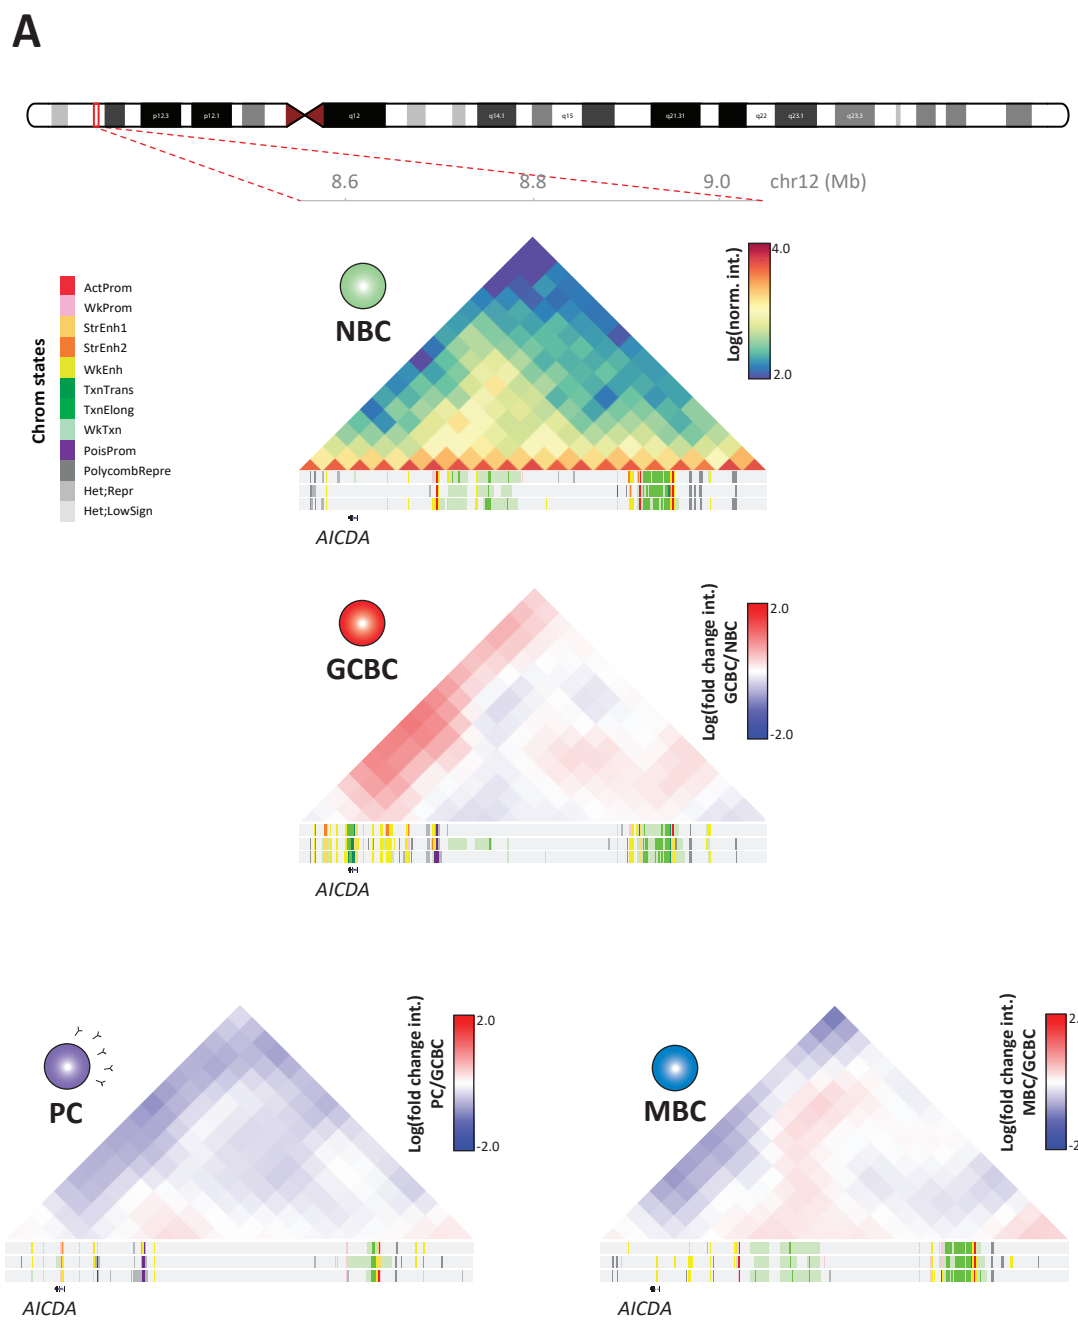 A
p12.3 p12.1 q12 q14.1 q15 q21.31 q22 q23.1 q23.3
8.6 8.8 9.0 chr12 (Mb)
NBC
Log(norm. int.)
4.0
2.0
Chrom states
ActProm
WkProm
StrEnh1
StrEnh2
WkEnh
TxnTrans
TxnElong
WkTxn
PoisProm
PolycombRepre
Het;Repr
Het;LowSign
AICDA
GCBC
Log(fold change int.)
GCBC/NBC
2.0
-2.0
AICDA
PC
Log(fold change int.)
PC/GCBC
2.0
-2.0
AICDA
MBC
Log(fold change int.)
MBC/GCBC
2.
-2
AICDA